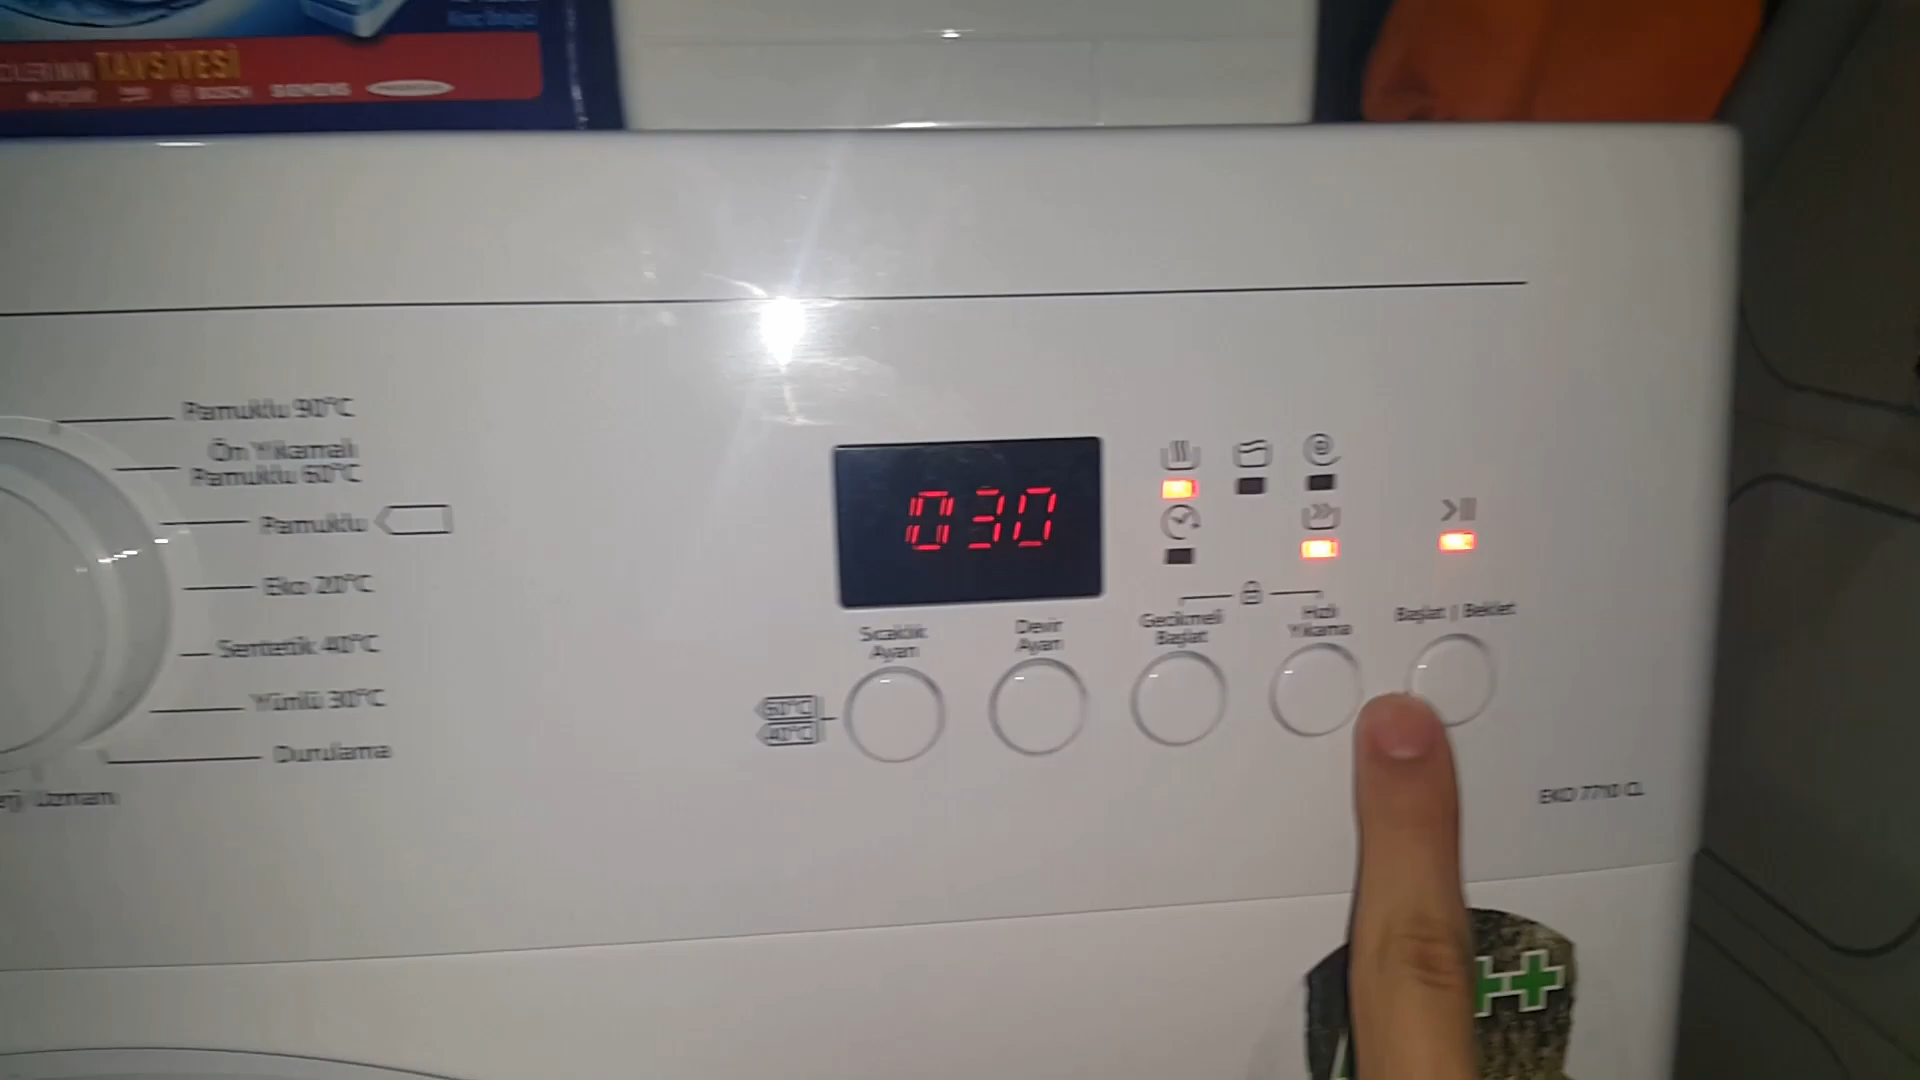 TAVSİYESİ
BOSCH SIEMENS
Pamuklu 90°C
Ön Yıkamalı
Pamuklu 60°C
Pamuklu
Eko 20°C
Sentetik 40°C
Yünlü 30°C
Durulama
Uzmanı
030
Sıcaklık
Ayarı
Devir
Ayarı
Gecikmeli
Başlat
Hızlı
Yıkama
Başlat | Beklet
60°C
40°C
EKO 7710 CL